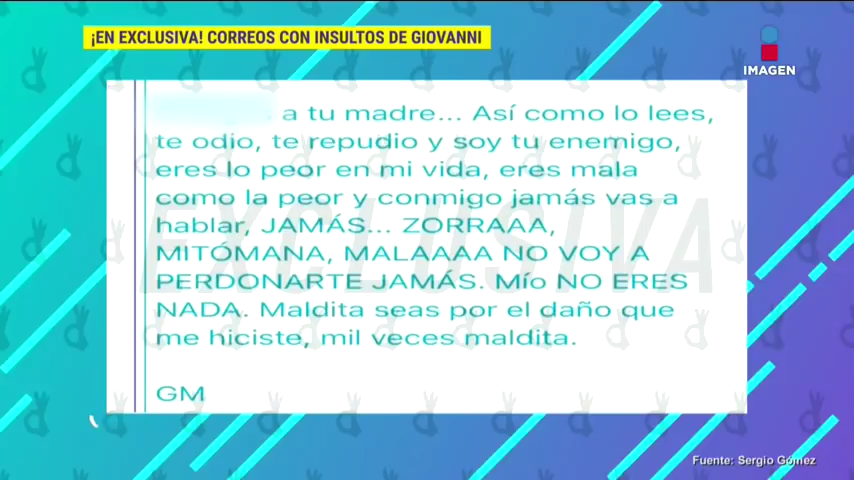 ¡EN EXCLUSIVA! CORREOS CON INSULTOS DE GIOVANNI
IMAGEN
a tu madre... Así como lo lees,
te odio, te repudio y soy tu enemigo,
eres lo peor en mi vida, eres mala
como la peor y conmigo jamás vas a
hablar, JAMÁS... ZORRAAA,
MITÓMANA, MALAAAA NO VOY A
PERDONARTE JAMÁS. Mío NO ERES
NADA. Maldita seas por el daño que
me hiciste, mil veces maldita.
GM
EXCLUSIVA
Fuente: Sergio Gómez